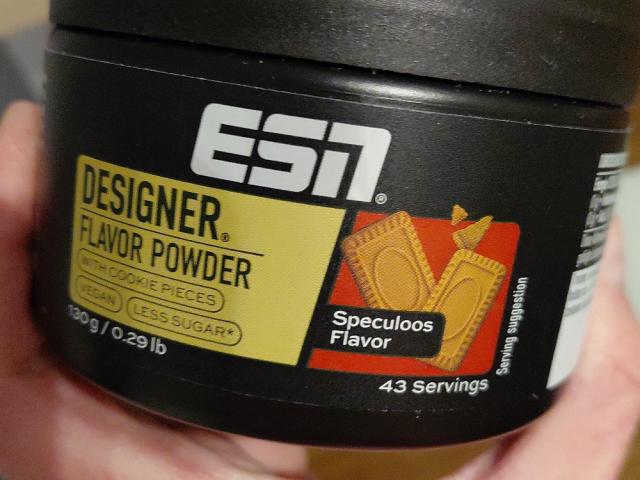 ESN®
DESIGNER®
FLAVOR POWDER
WITH COOKIE PIECES
VEGAN
LESS SUGAR*
130 g / 0.29 lb
Speculoos
Flavor
43 Servings
Serving suggestion